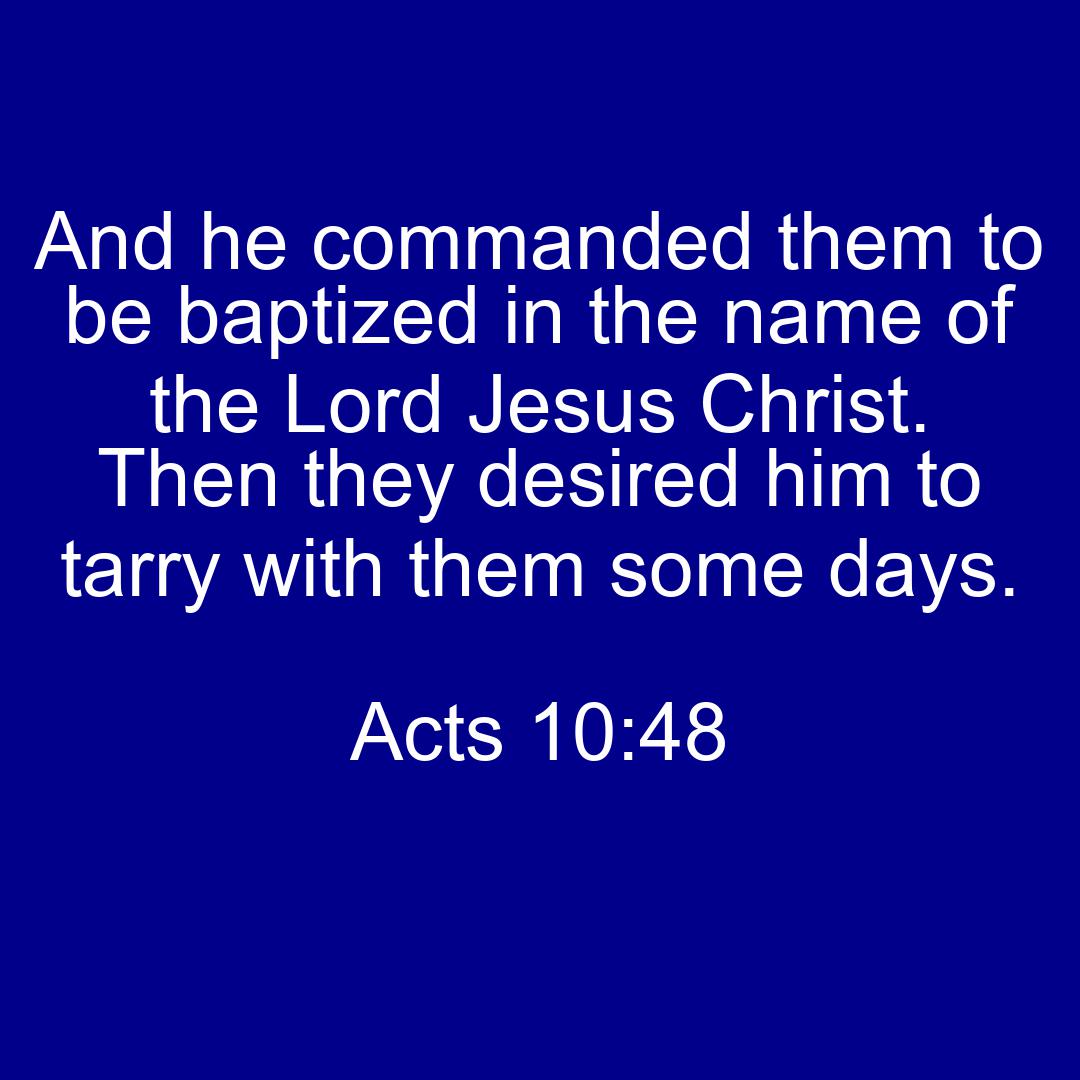 And he commanded them to
be baptized in the name of
the Lord Jesus Christ.
Then they desired him to
tarry with them some days.
Acts 10:48